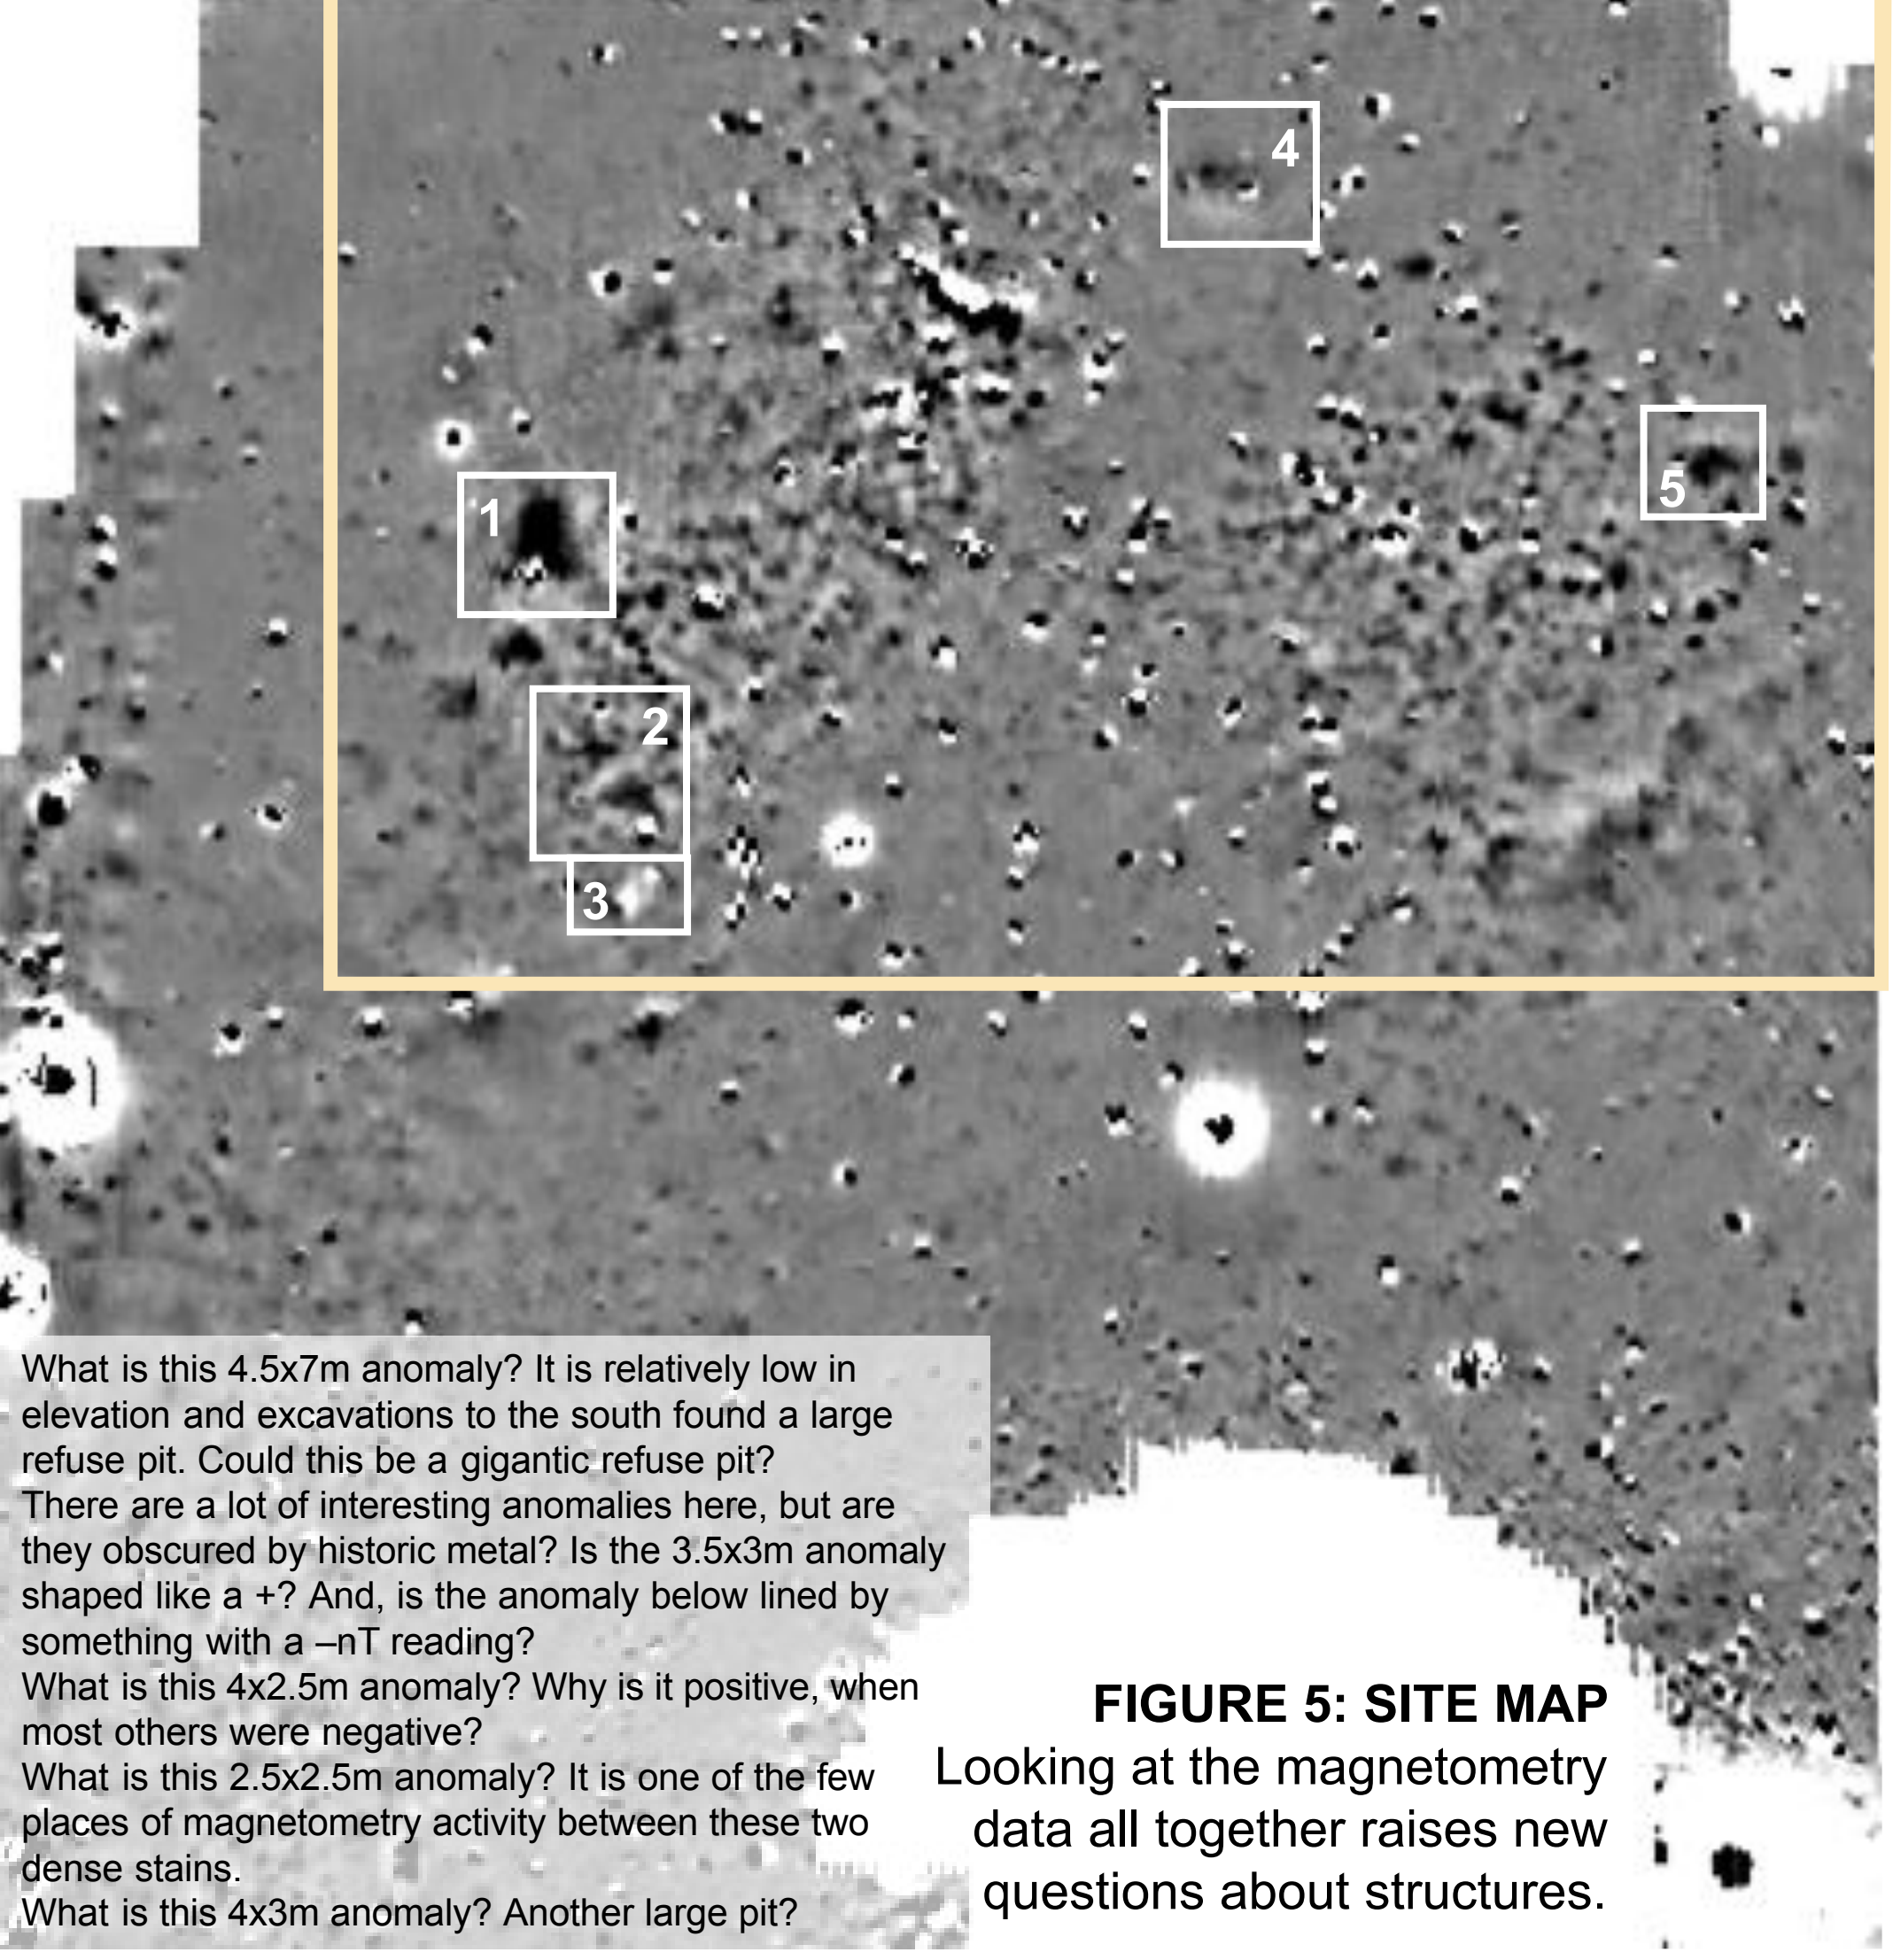 4
5
1
2
3
What is this 4.5x7m anomaly? It is relatively low in
elevation and excavations to the south found a large
refuse pit. Could this be a gigantic refuse pit?
There are a lot of interesting anomalies here, but are
they obscured by historic metal? Is the 3.5x3m anomaly
shaped like a +? And, is the anomaly below lined by
something with a –nT reading?
What is this 4x2.5m anomaly? Why is it positive, when
most others were negative?
What is this 2.5x2.5m anomaly? It is one of the few
places of magnetometry activity between these two
dense stains.
What is this 4x3m anomaly? Another large pit?
FIGURE 5: SITE MAP
Looking at the magnetometry
data all together raises new
questions about structures.